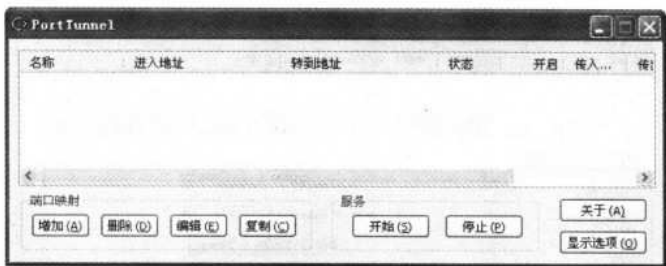 PortTunnel
名称 进入地址 转到地址 状态 开启 传入... 传
端口映射 服务
增加(A) 删除(D) 编辑(E) 复制(C) 开始(S) 停止(P) 关于(A)
显示选项(O)